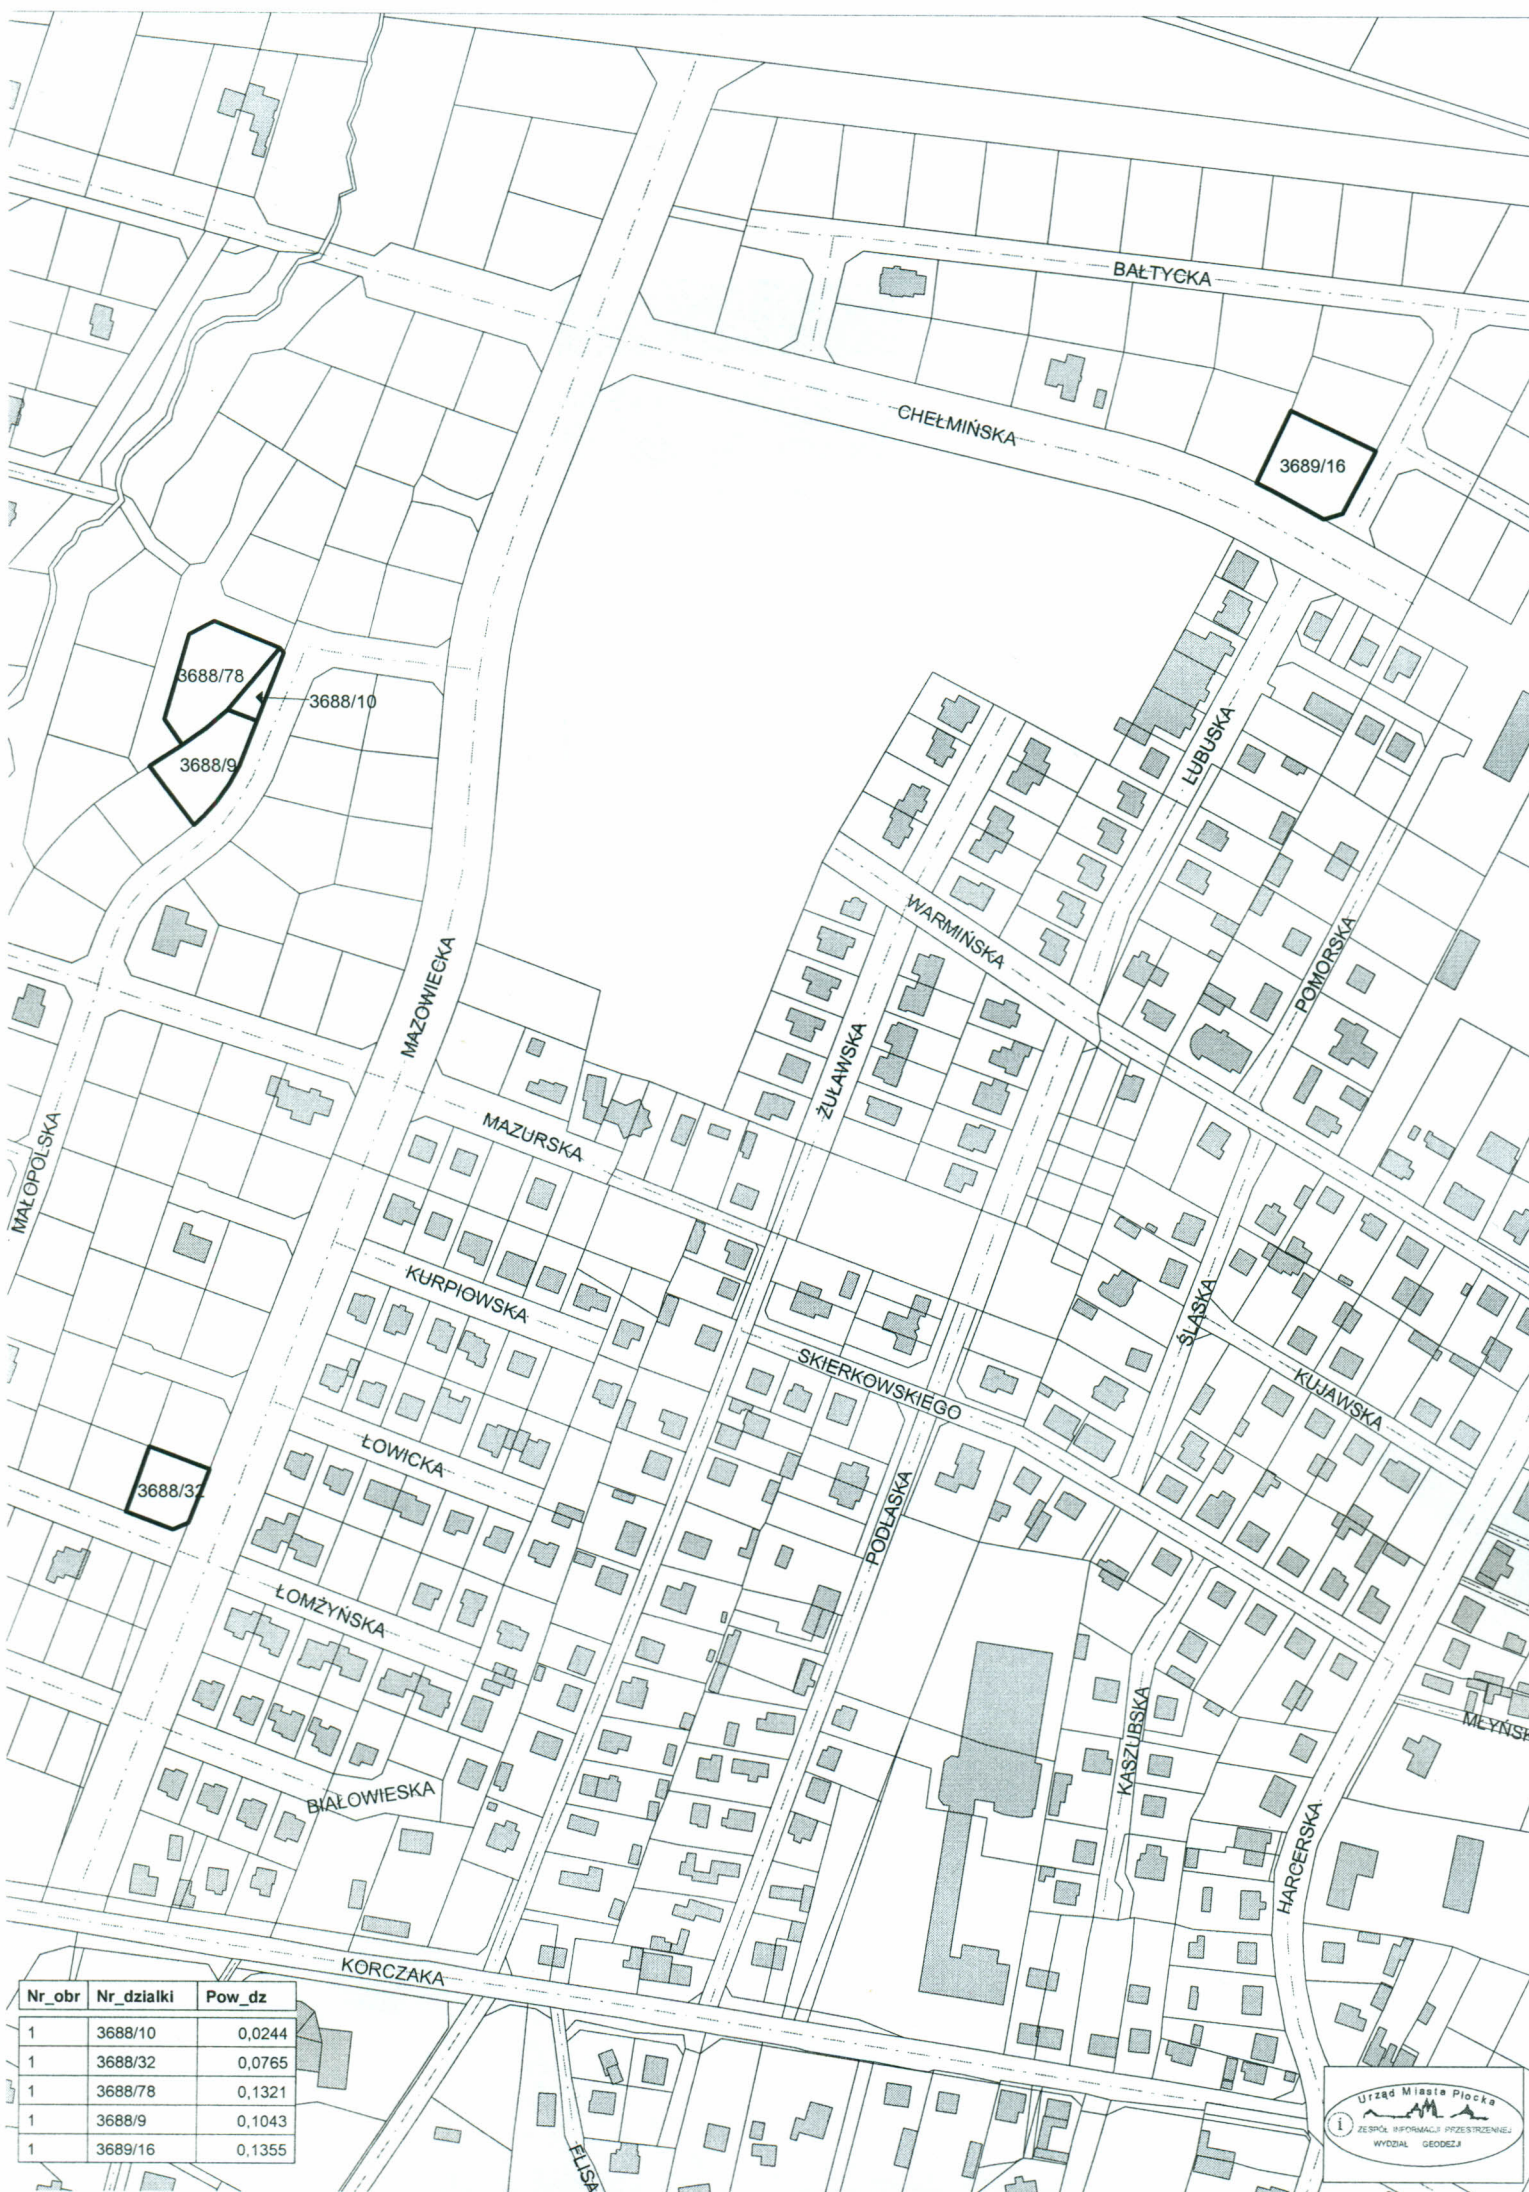 BAŁTYCKA
CHEŁMIŃSKA
3689/16
3688/78
3688/10
3688/9
LUBUSKA
WARMIŃSKA
POMORSKA
MAZOWIECKA
ŻUŁAWSKA
MAŁOPOLSKA
MAZURSKA
KURPIOWSKA
ŚLĄSKA
SKIERKOWSKIEGO
KUJAWSKA
ŁOWICKA
3688/32
PODLASKA
ŁOMŻYŃSKA
KASZUBSKA
MŁYŃSK
BIAŁOWIESKA
HARCERSKA
KORCZAKA
Nr_obr Nr_dzialki Pow_dz
1 3688/10 0,0244
1 3688/32 0,0765
1 3688/78 0,1321
1 3688/9 0,1043
1 3689/16 0,1355
FLISA
Urząd Miasta Płocka
i
ZESPÓŁ INFORMACJI PRZESTRZENNEJ
WYDZIAŁ GEODEZJI